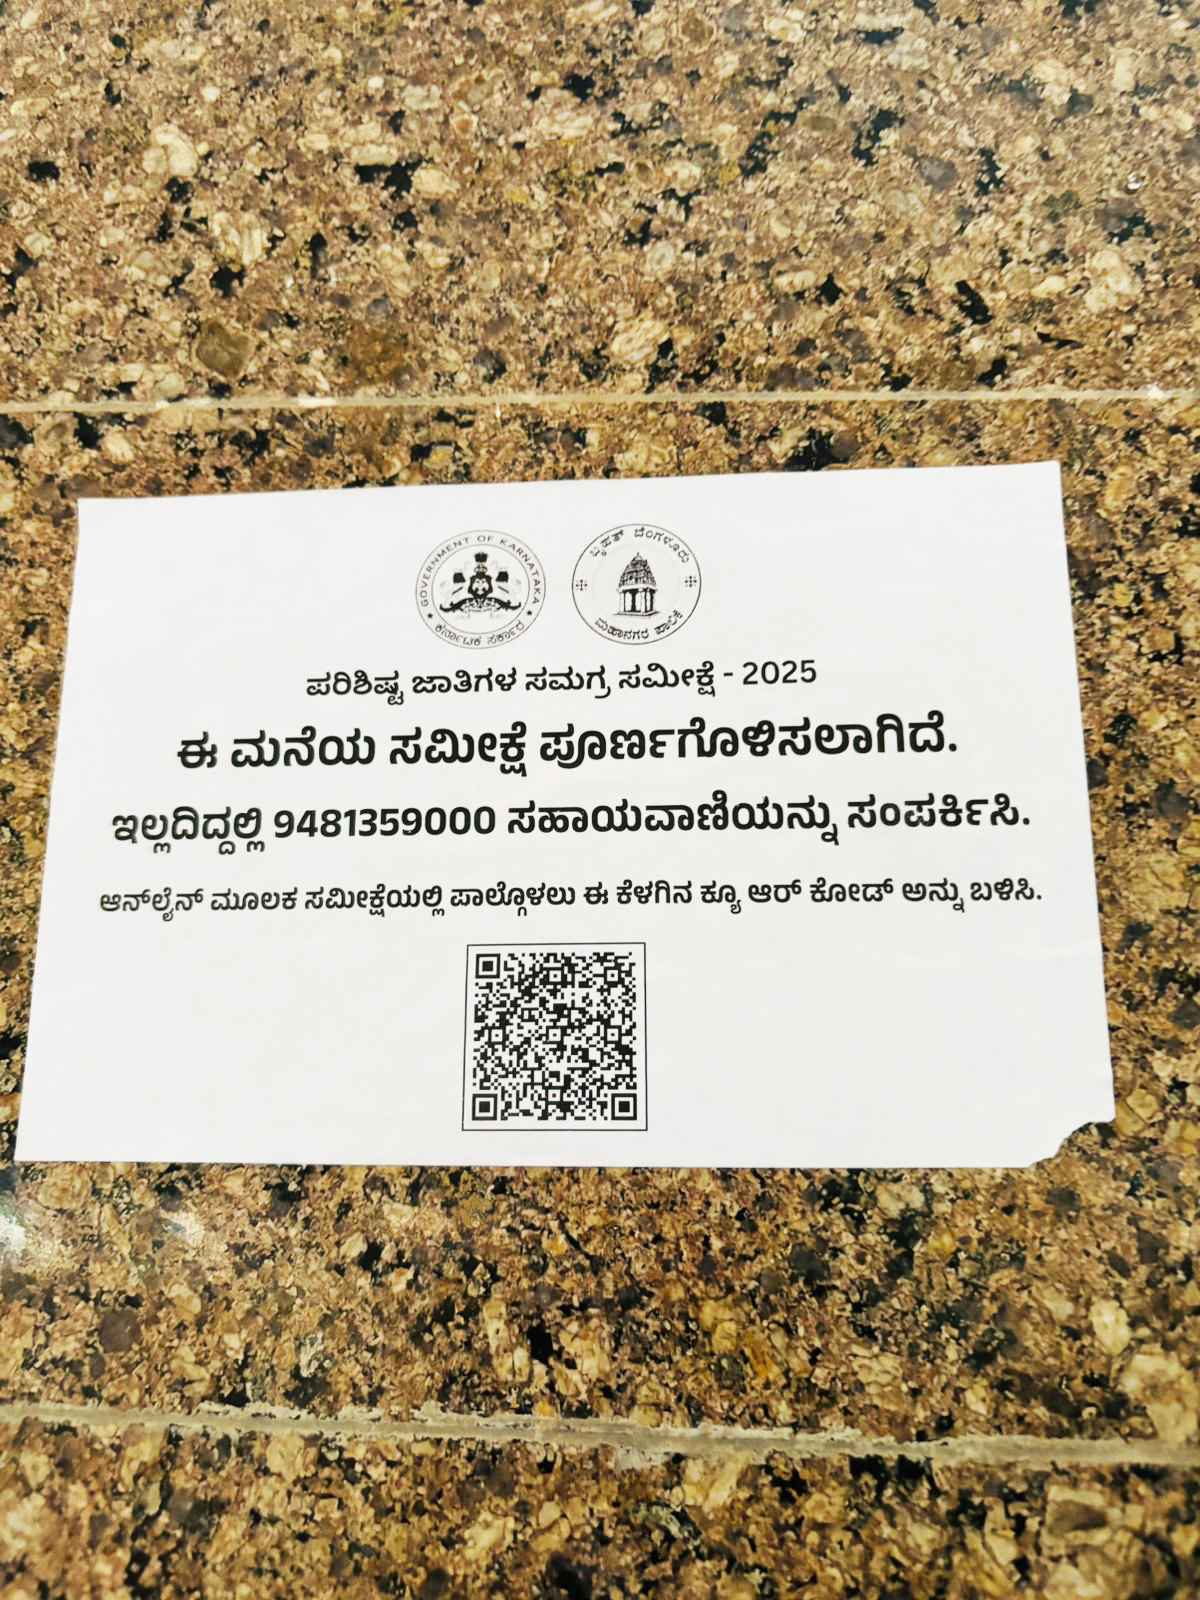 GOVERNMENT OF KARNATAKA
ಕರ್ನಾಟಕ ಸರ್ಕಾರ
ಬೃಹತ್ ಬೆಂಗಳೂರು
ಮಹಾನಗರ ಪಾಲಿಕೆ
ಪರಿಶಿಷ್ಟ ಜಾತಿಗಳ ಸಮಗ್ರ ಸಮೀಕ್ಷೆ - 2025
ಈ ಮನೆಯ ಸಮೀಕ್ಷೆ ಪೂರ್ಣಗೊಳಿಸಲಾಗಿದೆ.
ಇಲ್ಲದಿದ್ದಲ್ಲಿ 9481359000 ಸಹಾಯವಾಣಿಯನ್ನು ಸಂಪರ್ಕಿಸಿ.
ಆನ್‌ಲೈನ್ ಮೂಲಕ ಸಮೀಕ್ಷೆಯಲ್ಲಿ ಪಾಲ್ಗೊಳಲು ಈ ಕೆಳಗಿನ ಕ್ಯೂ ಆರ್ ಕೋಡ್ ಅನ್ನು ಬಳಿಸಿ.